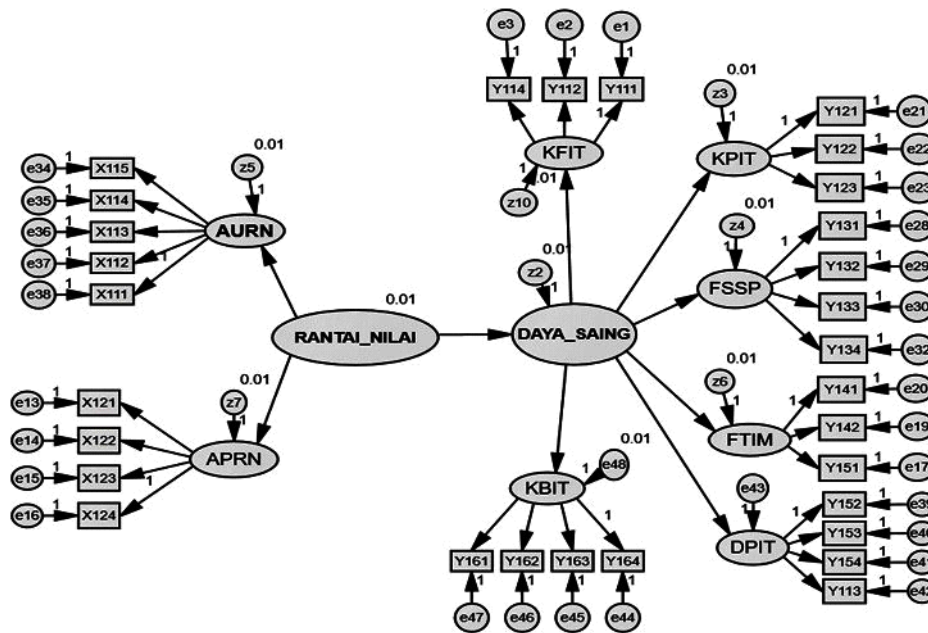 e3 e2 e1
1 1 1
Y114 Y112 Y111
1
KFIT
1 .01
z10
0.01
z3
1
KPIT
1 Y121 1 e21
Y122 1 e22
Y123 1 e23
0.01
z4
1
FSSP
1 Y131 1 e28
Y132 1 e29
Y133 1 e30
Y134 1 e32
0.01
z6
1
FTIM
1 Y141 1 e20
Y142 1 e19
Y151 1 e17
e43
1
DPIT
1 Y152 1 e39
Y153 1 e40
Y154 1 e41
Y113 1 e42
0.01
z5
1
AURN
e34 1 X115
e35 1 X114
e36 1 X113
e37 1 X112 1
e38 1 X111
0.01
RANTAI_NILAI
0.01
z2
1
DAYA_SAING
0.01
z7
1
APRN
e13 1 X121
e14 1 X122
e15 1 X123
e16 1 X124 1
0.01
e48
1
KBIT
1
Y161 Y162 Y163 Y164
1 1 1 1
e47 e46 e45 e44